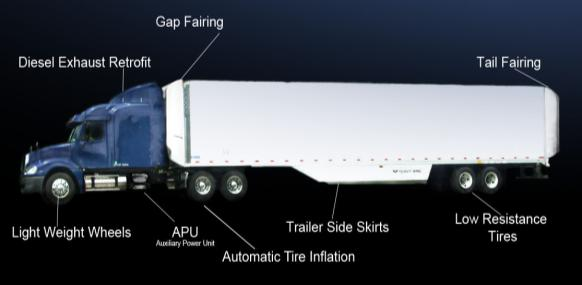 Gap Fairing
Diesel Exhaust Retrofit
Tail Fairing
Light Weight Wheels
APU
Auxiliary Power Unit
Automatic Tire Inflation
Trailer Side Skirts
Low Resistance
Tires